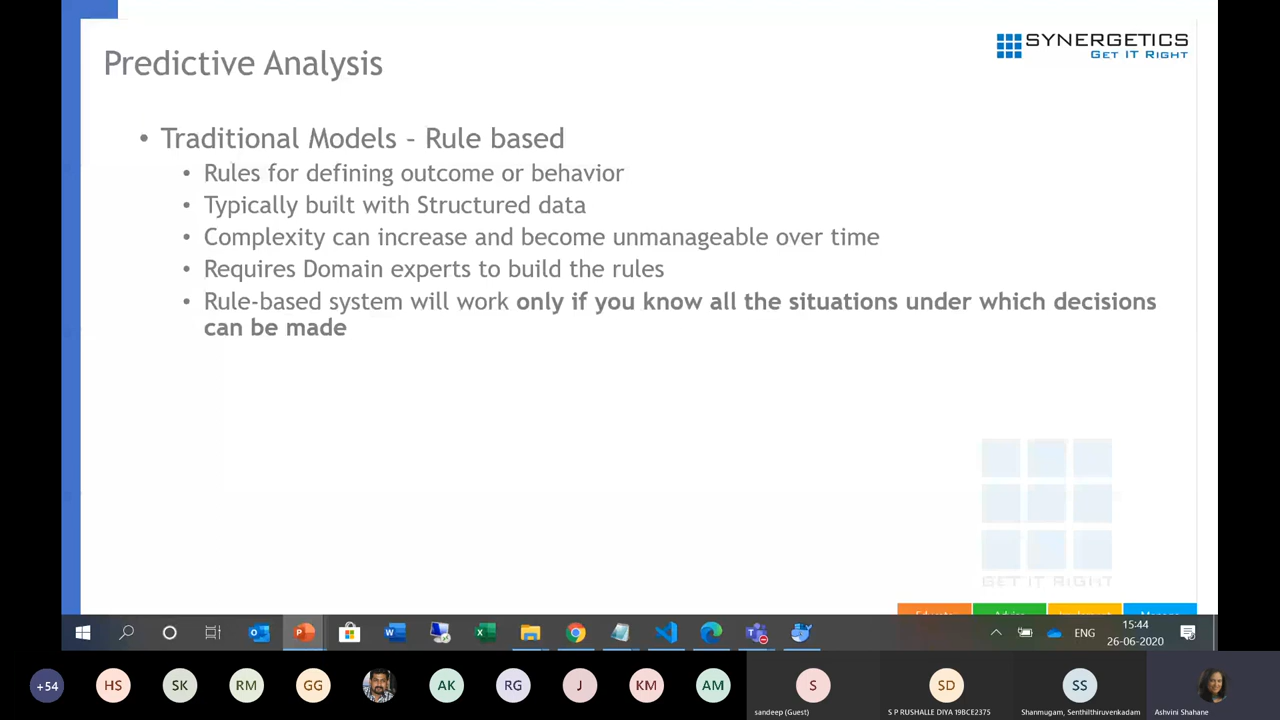 Predictive Analysis
SYNERGETICS
GET IT RIGHT
• Traditional Models – Rule based
• Rules for defining outcome or behavior
• Typically built with Structured data
• Complexity can increase and become unmanageable over time
• Requires Domain experts to build the rules
• Rule-based system will work only if you know all the situations under which decisions
can be made
GET IT RIGHT
ENG
15:44
26-06-2020
+54
HS
SK
RM
GG
AK
RG
J
KM
AM
S
SD
SS
sandeep (Guest)
S P RUSHALLE DIYA 19BCE2375
Shanmugam, Senthilthiruvenkadam
Ashvini Shahane